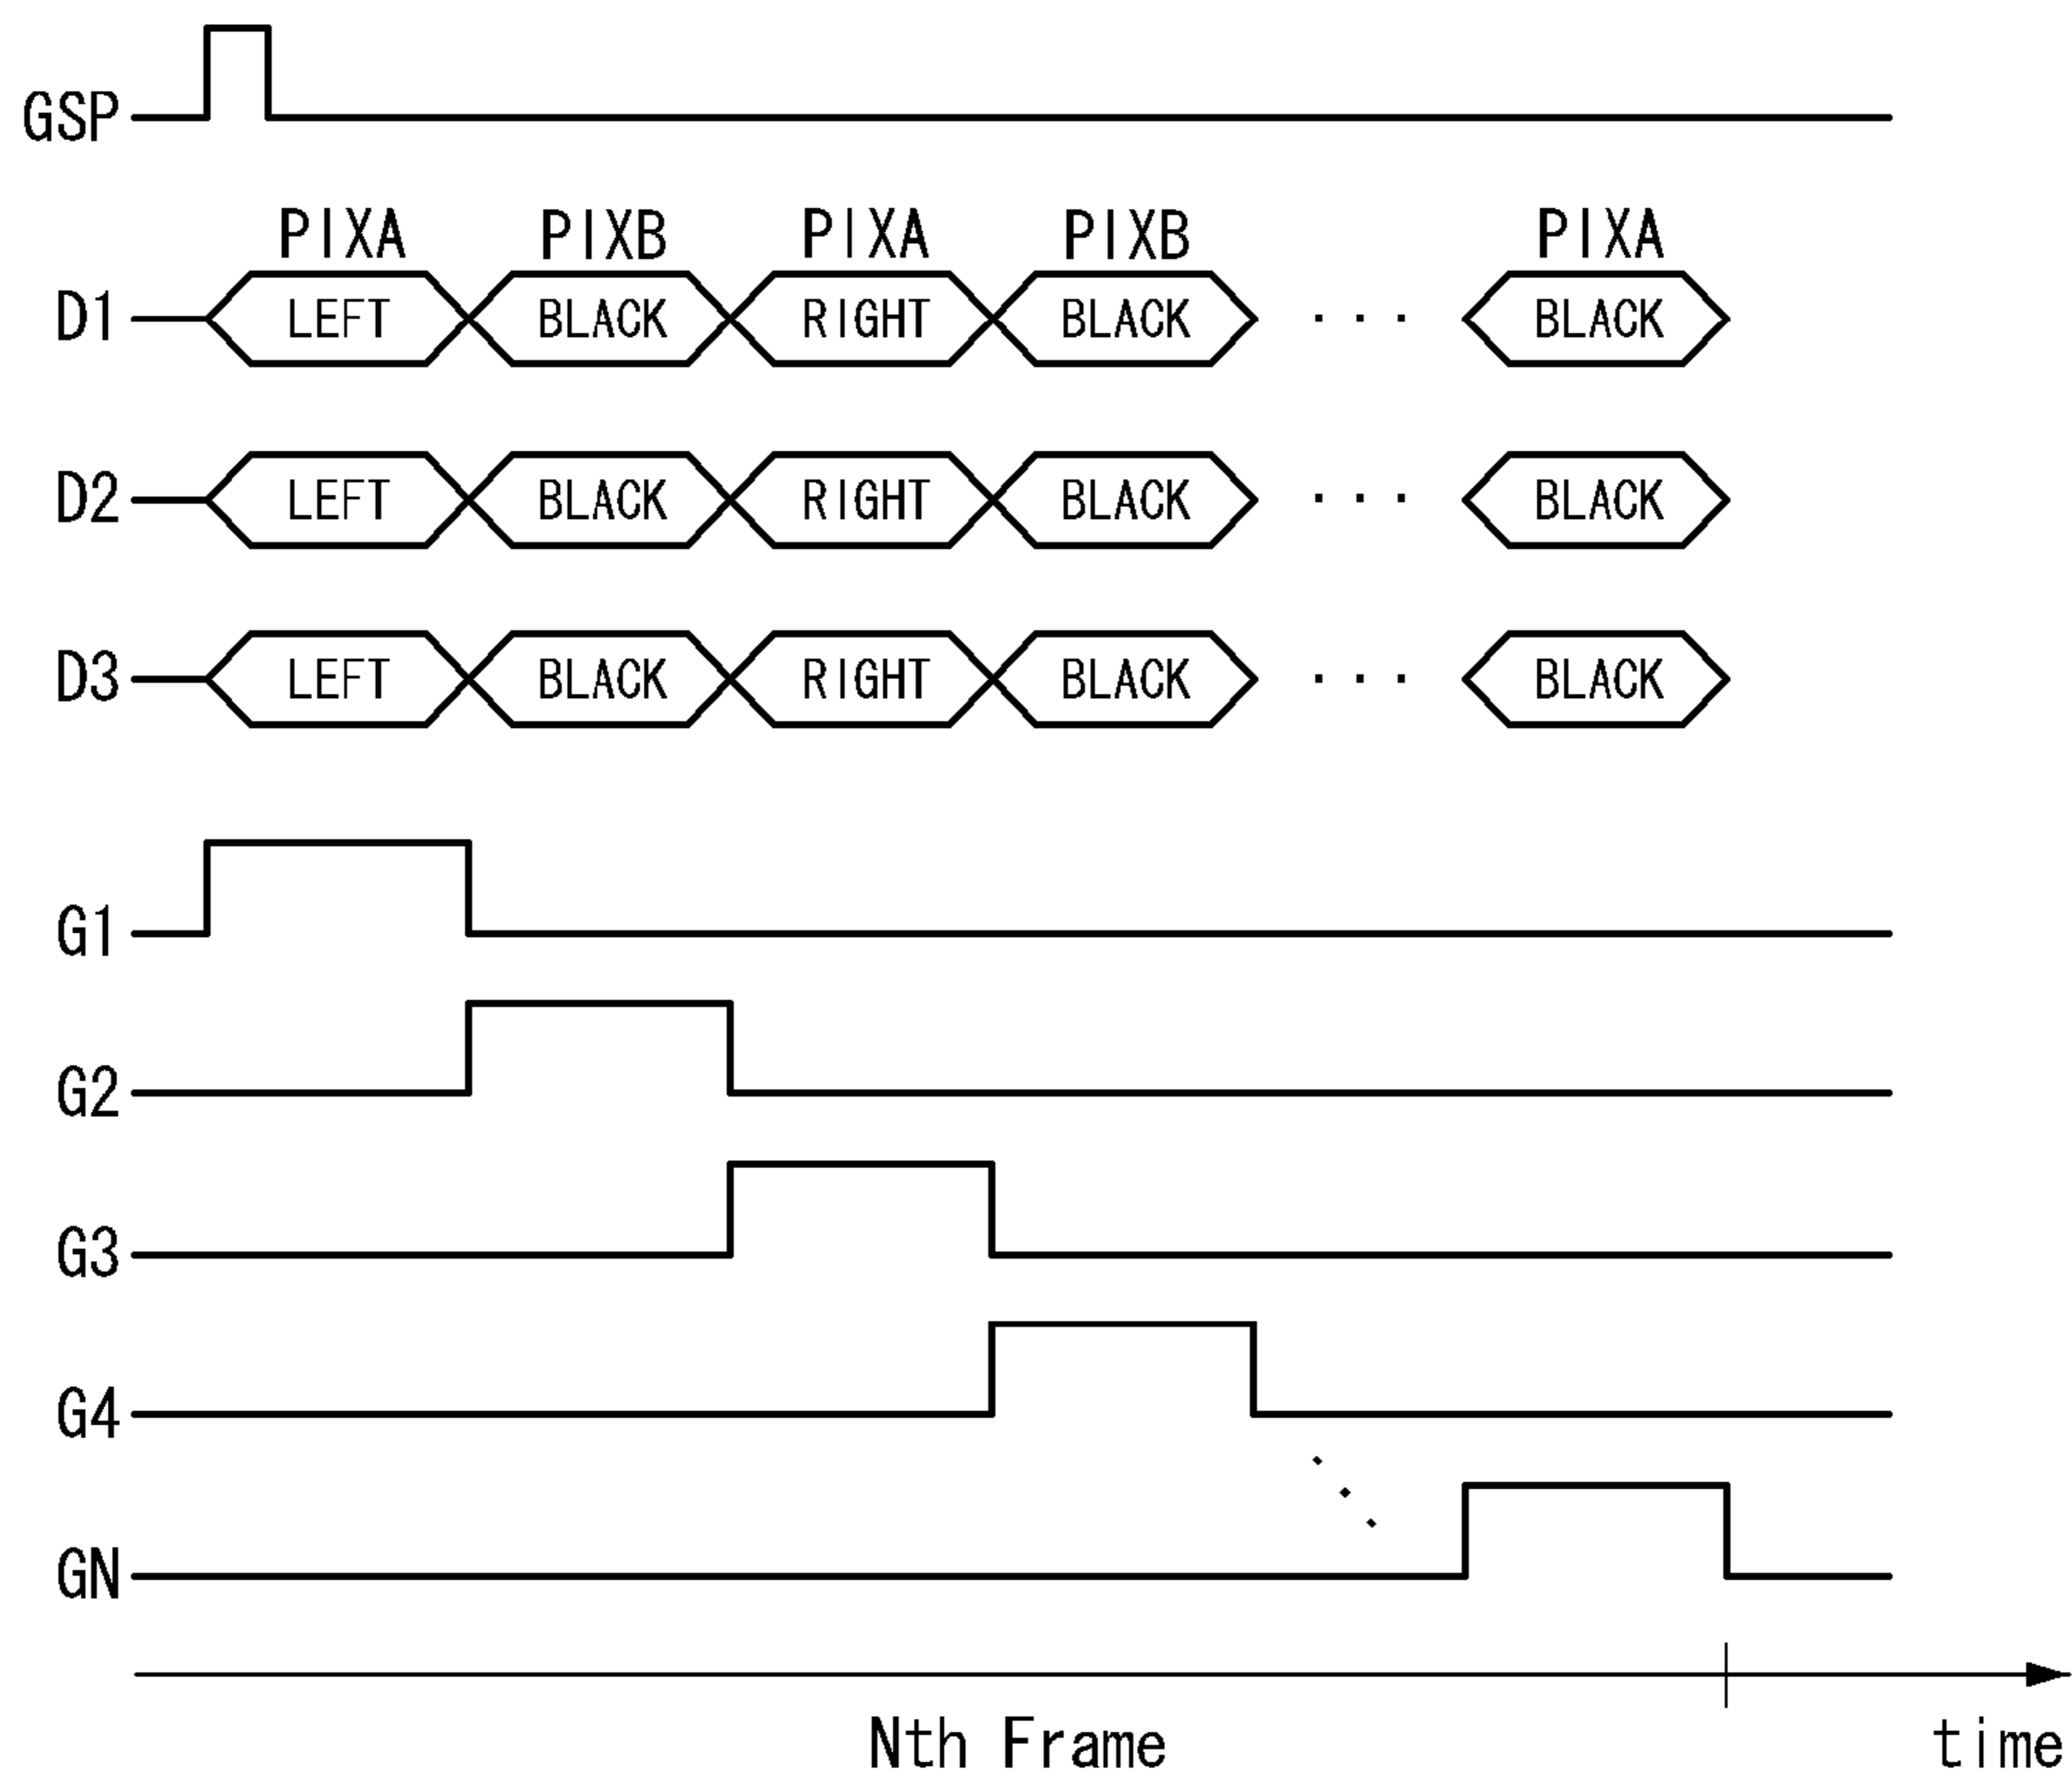 GSP
PIXA PIXB PIXA PIXB PIXA
D1 LEFT BLACK RIGHT BLACK ... BLACK
D2 LEFT BLACK RIGHT BLACK ... BLACK
D3 LEFT BLACK RIGHT BLACK ... BLACK
G1
G2
G3
G4
GN
Nth Frame time